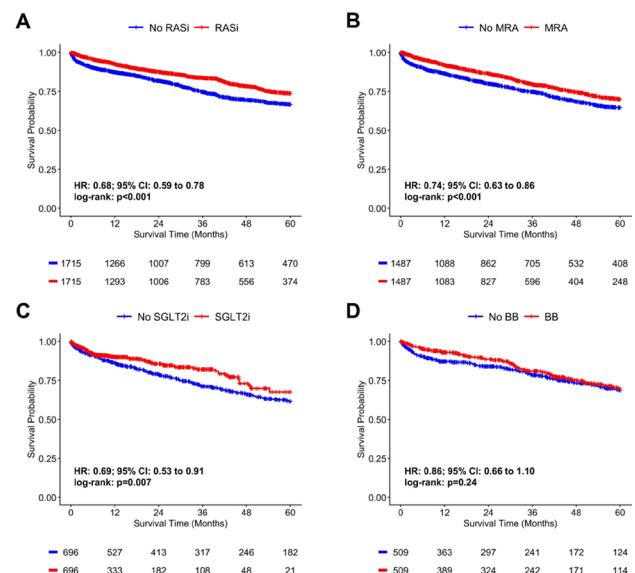 A
No RASi RASi
1.00
0.75
0.50
0.25
0.00
Survival Probability
HR: 0.68; 95% CI: 0.59 to 0.78
log-rank: p<0.001
0 12 24 36 48 60
Survival Time (Months)
1715 1266 1007 799 613 470
1715 1293 1006 783 556 374
B
No MRA MRA
1.00
0.75
0.50
0.25
0.00
Survival Probability
HR: 0.74; 95% CI: 0.63 to 0.86
log-rank: p<0.001
0 12 24 36 48 60
Survival Time (Months)
1487 1088 862 705 532 408
1487 1083 827 596 404 248
C
No SGLT2i SGLT2i
1.00
0.75
0.50
0.25
0.00
Survival Probability
HR: 0.69; 95% CI: 0.53 to 0.91
log-rank: p=0.007
0 12 24 36 48 60
Survival Time (Months)
696 527 413 317 246 182
696 333 182 108 48 21
D
No BB BB
1.00
0.75
0.50
0.25
0.00
Survival Probability
HR: 0.86; 95% CI: 0.66 to 1.10
log-rank: p=0.24
0 12 24 36 48 60
Survival Time (Months)
509 363 297 241 172 124
509 389 324 242 171 114